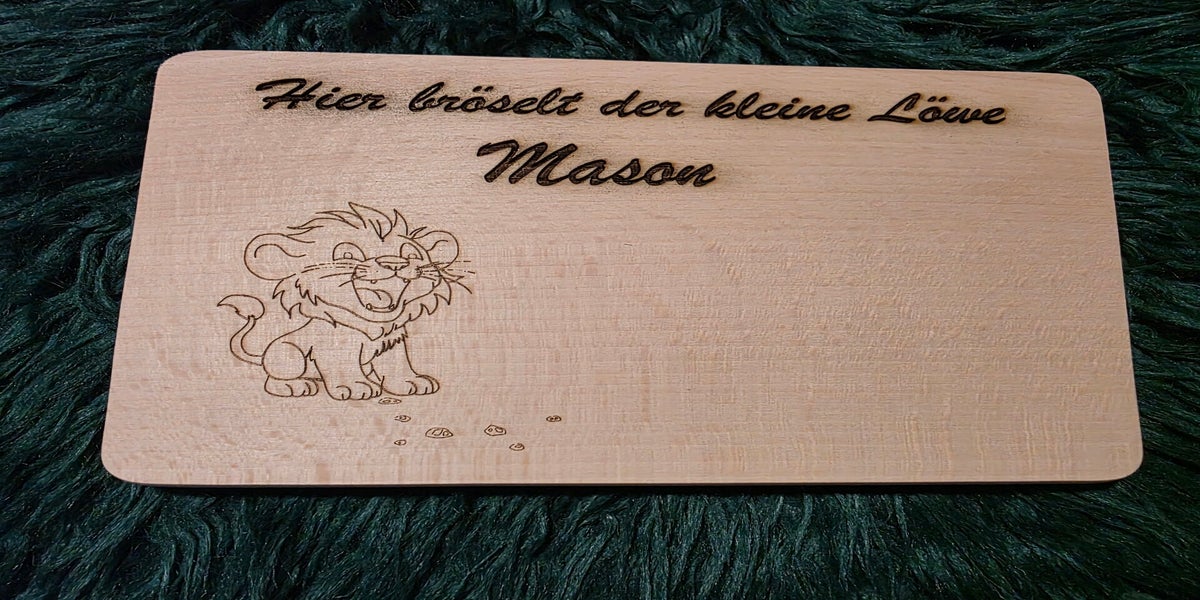 Hier bröselt der kleine Löwe
Mason